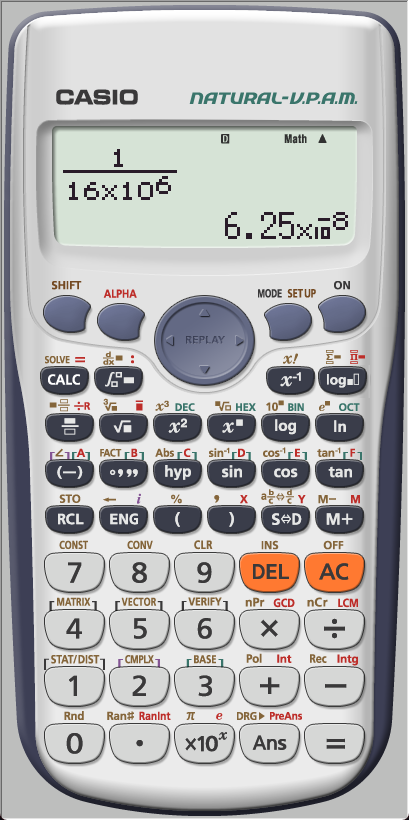 CASIO NATURAL-V.P.A.M.
D Math ▲
1
16×10⁶
6.25×10⁻⁸
SHIFT ALPHA MODE SETUP ON
REPLAY
SOLVE = d/dx■ : x! Σ■ Π■
CALC ∫■ x⁻¹ log■□
■■/□ ÷R ³√■ ■̅ x³ DEC ■√□ HEX 10■ BIN e■ OCT
■/□ √■ x² x■ log ln
∠ A FACT B Abs C sin⁻¹ D cos⁻¹ E tan⁻¹ F
(−) °’” hyp sin cos tan
STO ← i % , X a b/c⇔d/c Y M− M
RCL ENG ( ) S⇔D M+
CONST CONV CLR INS OFF
7 8 9 DEL AC
MATRIX VECTOR VERIFY nPr GCD nCr LCM
4 5 6 × ÷
STAT/DIST CMPLX BASE Pol Int Rec Intg
1 2 3 + −
Rnd Ran# RanInt π e DRG▶ PreAns
0 • ×10ˣ Ans =